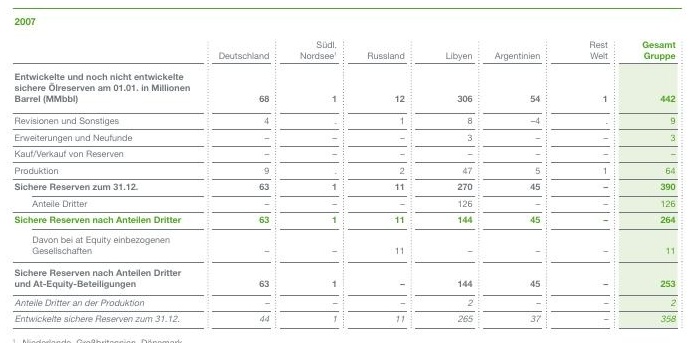 2007
Deutschland Südl. Nordsee¹ Russland Libyen Argentinien Rest Welt Gesamt Gruppe
Entwickelte und noch nicht entwickelte
sichere Ölreserven am 01.01. in Millionen
Barrel (MMbbl) 68 1 12 306 54 1 442
Revisionen und Sonstiges 4 . 1 8 –4 . 9
Erweiterungen und Neufunde – – – 3 – – 3
Kauf/Verkauf von Reserven – – – – – – –
Produktion 9 . 2 47 5 1 64
Sichere Reserven zum 31.12. 63 1 11 270 45 – 390
Anteile Dritter – – – 126 – – 126
Sichere Reserven nach Anteilen Dritter 63 1 11 144 45 – 264
Davon bei at Equity einbezogenen
Gesellschaften – – 11 – – – 11
Sichere Reserven nach Anteilen Dritter
und At-Equity-Beteiligungen 63 1 – 144 45 – 253
Anteile Dritter an der Produktion – – – 2 – – 2
Entwickelte sichere Reserven zum 31.12. 44 1 11 265 37 – 358
¹ Niederlande, Großbritannien, Dänemark